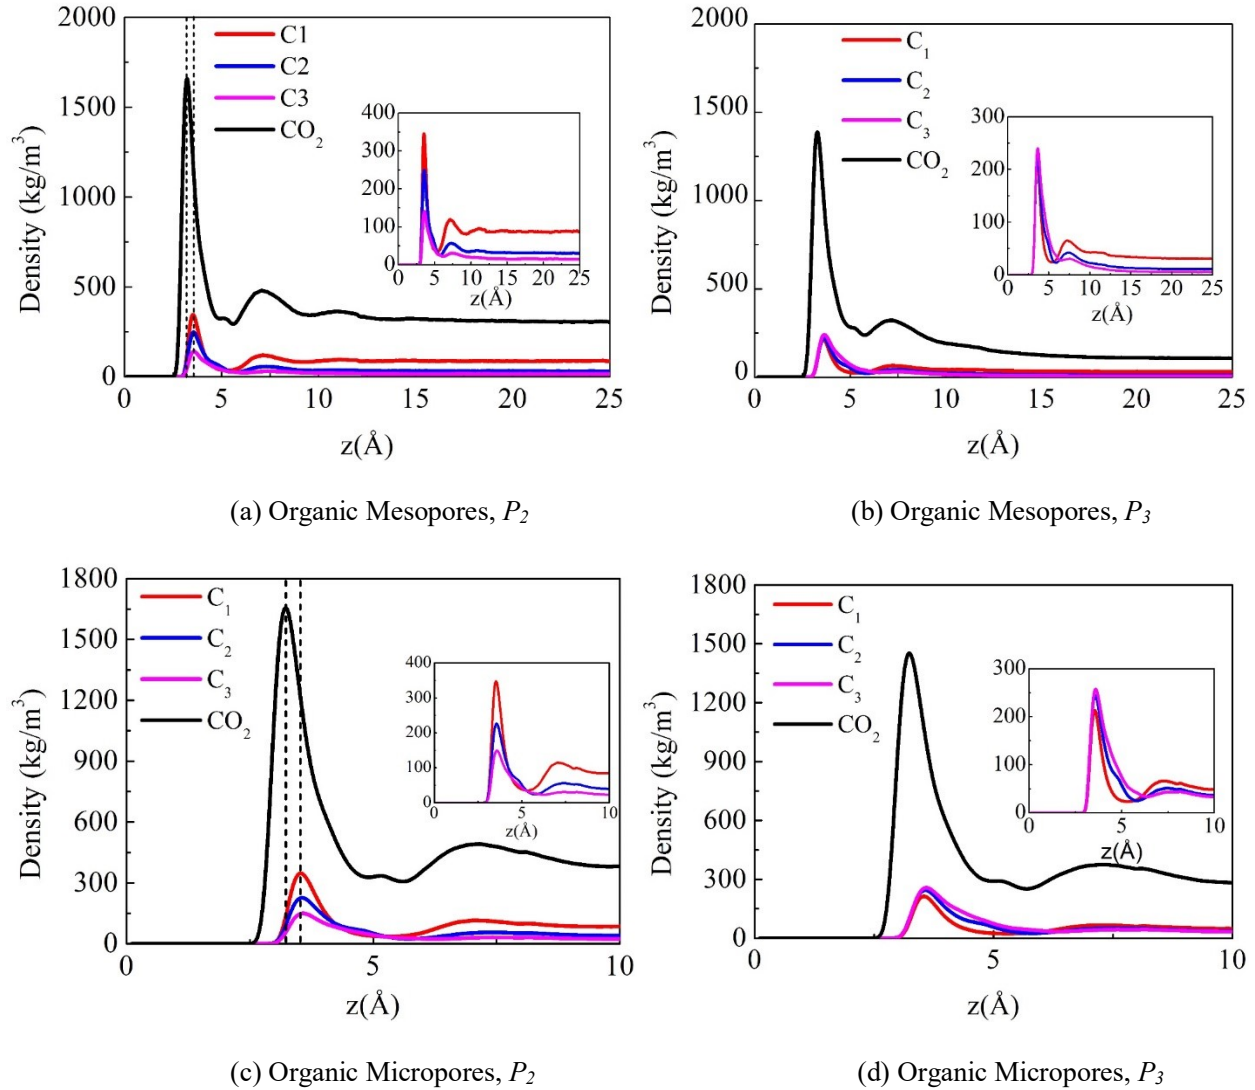 2000
1500
1000
500
0
Density (kg/m³)
C1
C2
C3
CO₂
400
300
200
100
0
0 5 10 15 20 25
z(Å)
0 5 10 15 20 25
z(Å)
(a) Organic Mesopores, P₂
2000
1500
1000
500
0
Density (kg/m³)
C₁
C₂
C₃
CO₂
300
200
100
0
0 5 10 15 20 25
z(Å)
0 5 10 15 20 25
z(Å)
(b) Organic Mesopores, P₃
1800
1500
1200
900
600
300
0
Density (kg/m³)
C₁
C₂
C₃
CO₂
400
300
200
100
0
0 5 10
z(Å)
0 5 10
z(Å)
(c) Organic Micropores, P₂
1800
1500
1200
900
600
300
0
Density (kg/m³)
C₁
C₂
C₃
CO₂
300
200
100
0
0 5 10
z(Å)
0 5 10
z(Å)
(d) Organic Micropores, P₃